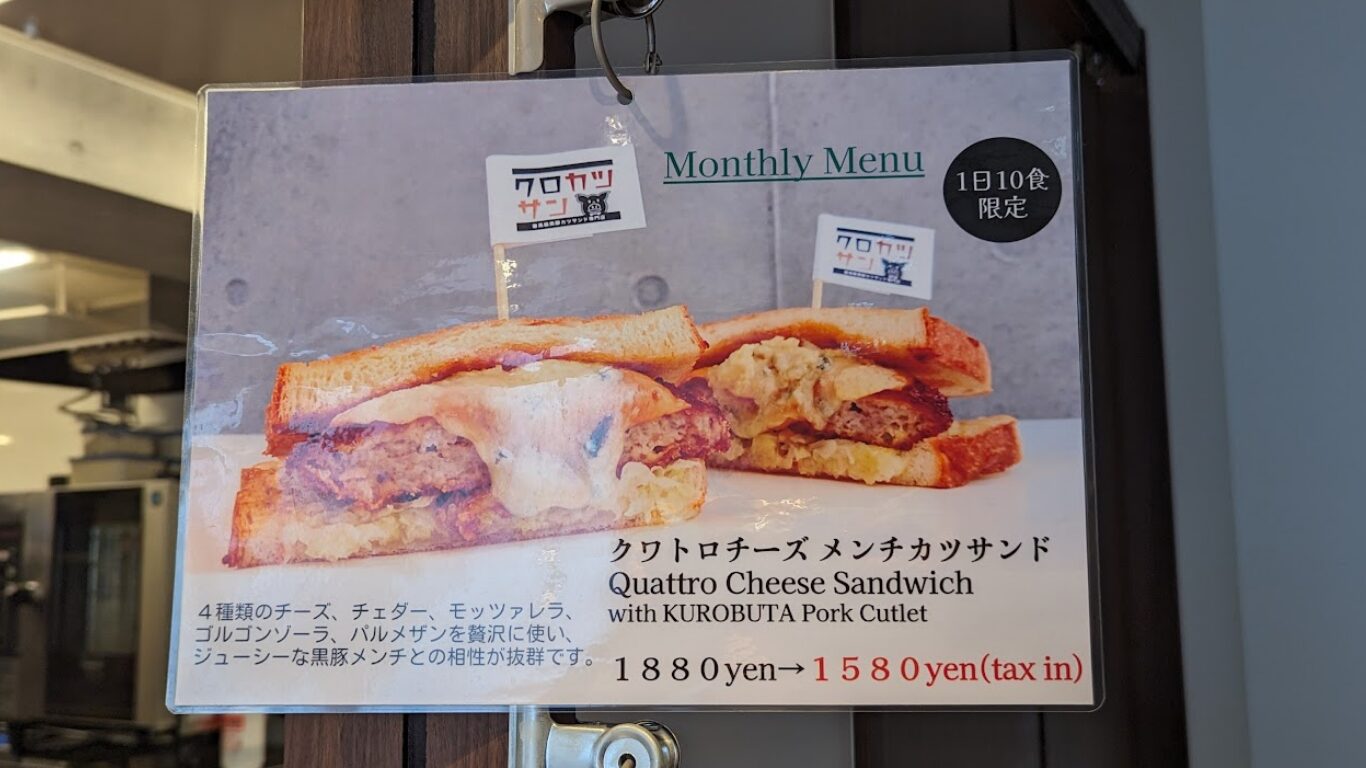 Monthly Menu
1日10食
限定
クロカツ
サン
クロカツ
サン
クワトロチーズ メンチカツサンド
Quattro Cheese Sandwich
with KUROBUTA Pork Cutlet
４種類のチーズ、チェダー、モッツァレラ、
ゴルゴンゾーラ、パルメザンを贅沢に使い、
ジューシーな黒豚メンチとの相性が抜群です。
１８８０yen→１５８０yen(tax in)